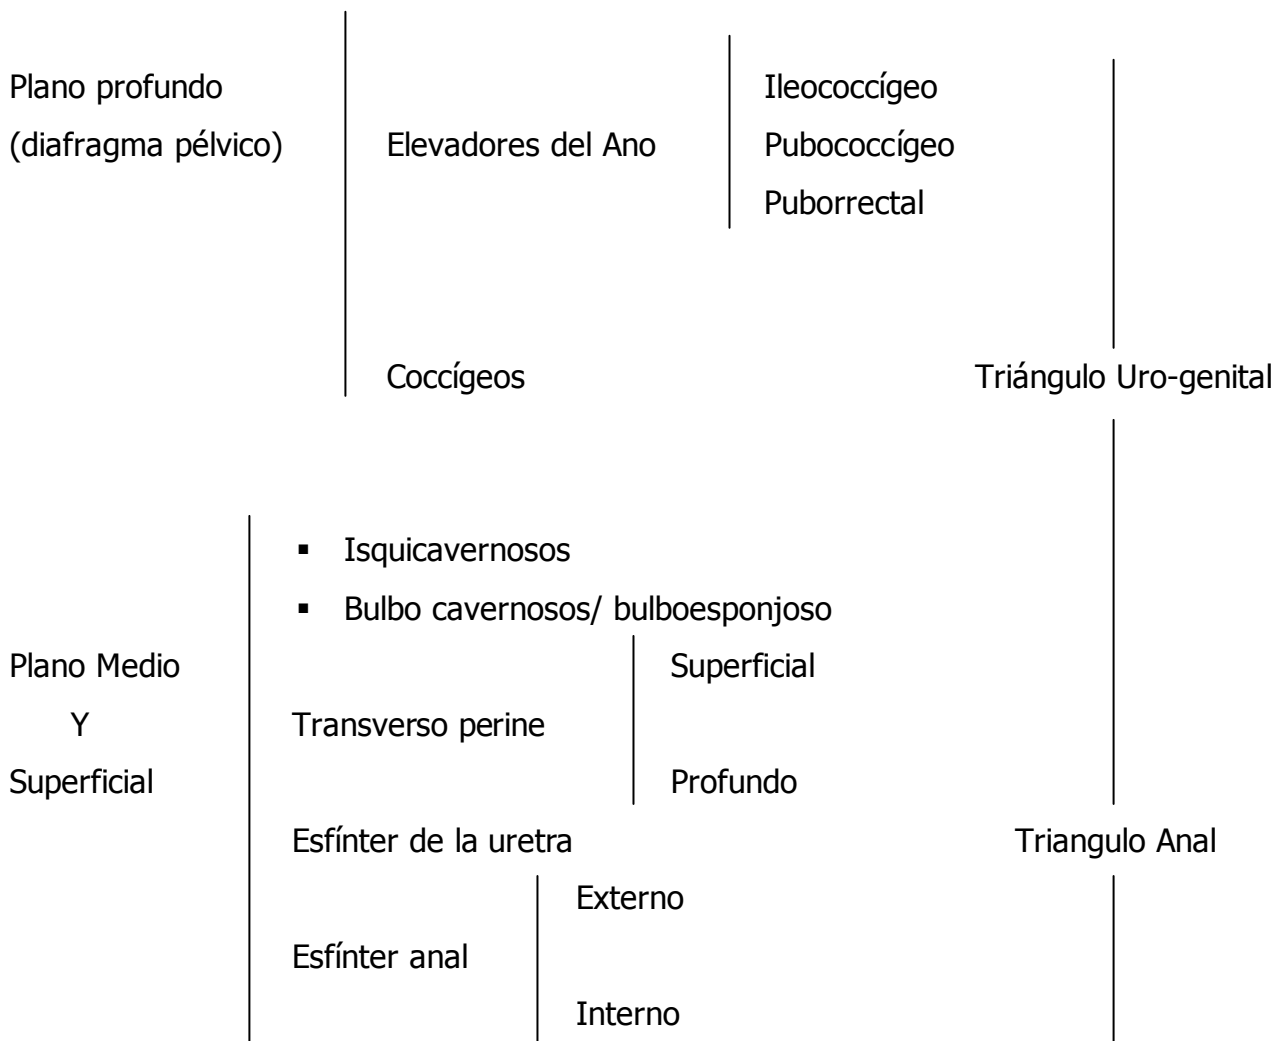 Plano profundo
(diafragma pélvico)
Elevadores del Ano
Ileococcígeo
Pubococcígeo
Puborrectal
Coccígeos
Triángulo Uro-genital
▪ Isquicavernosos
▪ Bulbo cavernosos/ bulboesponjoso
Plano Medio
Y
Superficial
Transverso perine
Superficial
Profundo
Esfínter de la uretra
Esfínter anal
Externo
Interno
Triangulo Anal